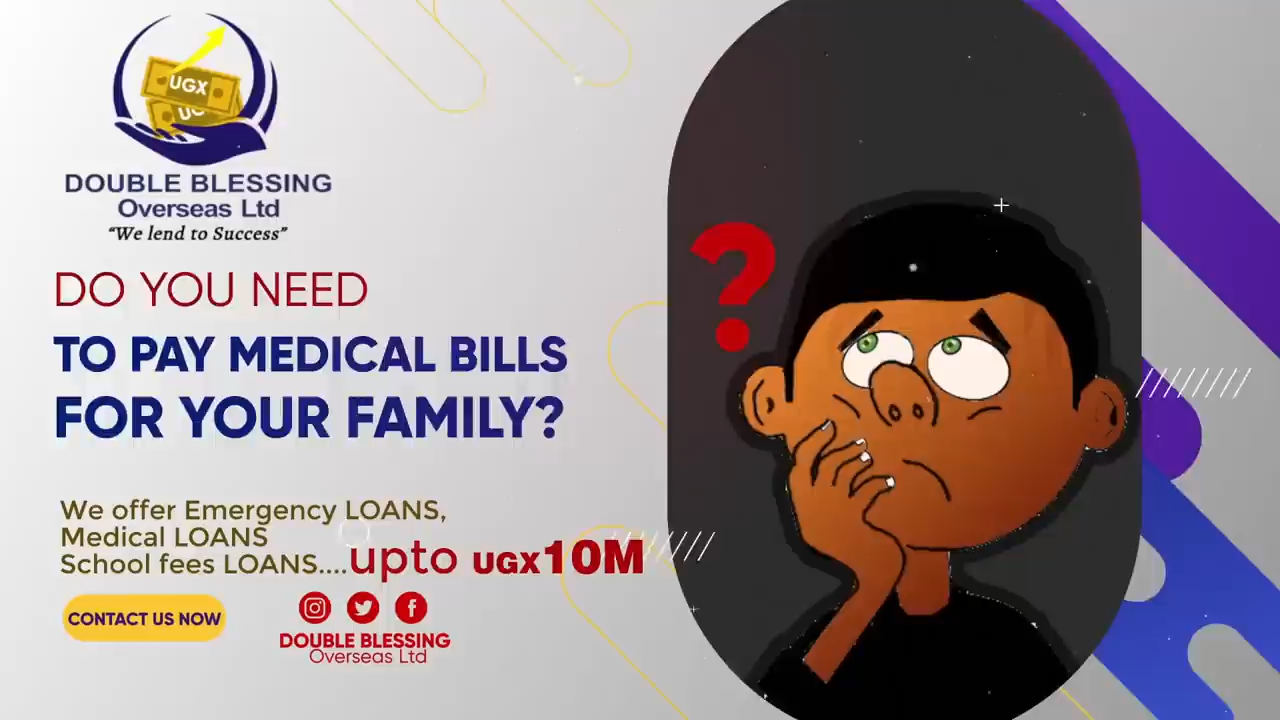 UGX
UG
DOUBLE BLESSING
Overseas Ltd
“We lend to Success”
DO YOU NEED
TO PAY MEDICAL BILLS
FOR YOUR FAMILY?
We offer Emergency LOANS,
Medical LOANS
School fees LOANS....upto UGX10M
CONTACT US NOW
DOUBLE BLESSING
Overseas Ltd
?